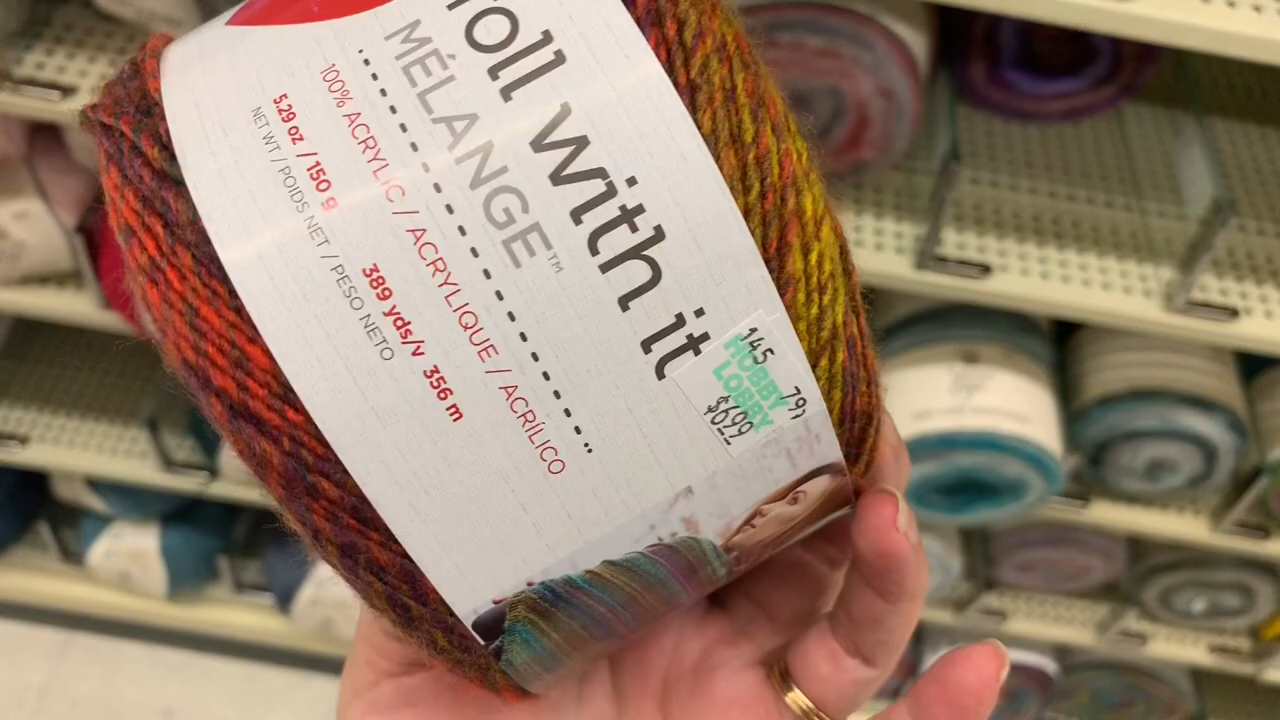 roll with it
MÉLANGE™
100% ACRYLIC / ACRYLIQUE / ACRÍLICO
5.29 oz / 150 g 389 yds/v 356 m
NET WT / POIDS NET / PESO NETO
145 797
HOBBY
LOBBY
$6.99